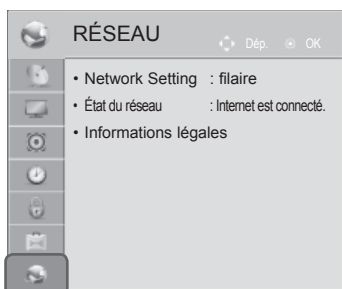 RÉSEAU
Dép. OK
• Network Setting : filaire
• État du réseau : Internet est connecté.
• Informations légales